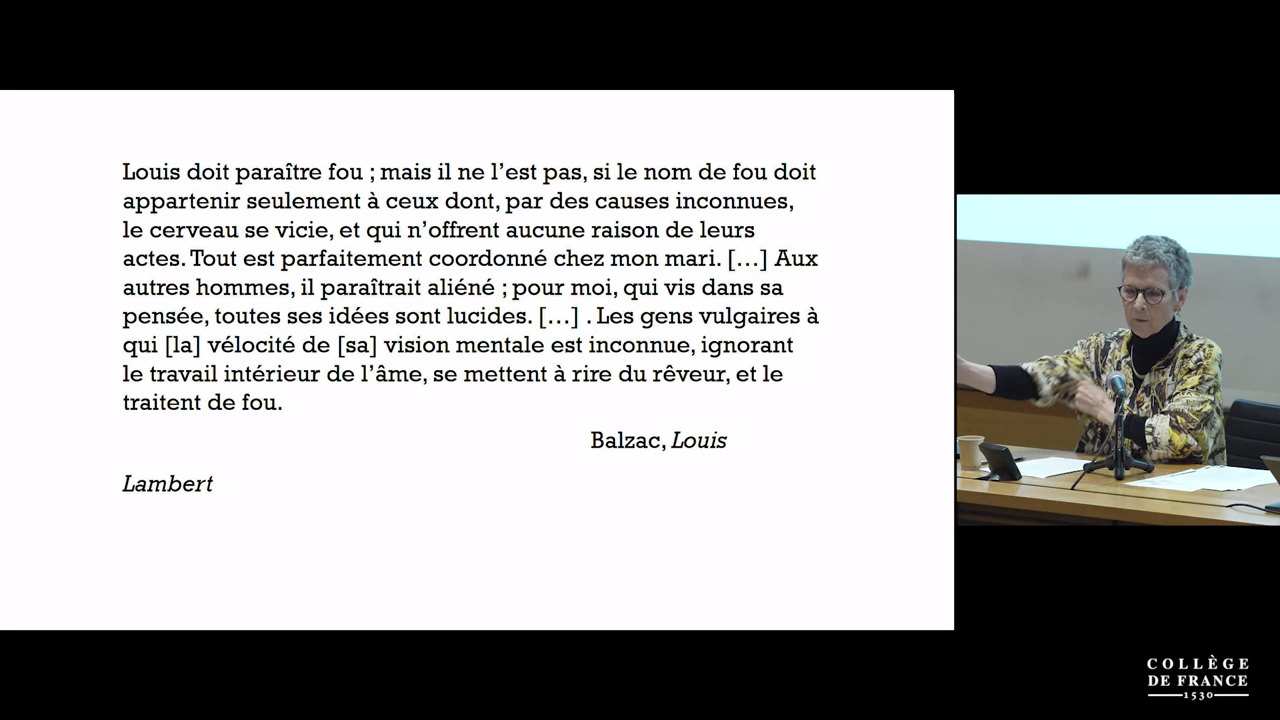 Louis doit paraître fou ; mais il ne l’est pas, si le nom de fou doit
appartenir seulement à ceux dont, par des causes inconnues,
le cerveau se vicie, et qui n’offrent aucune raison de leurs
actes. Tout est parfaitement coordonné chez mon mari. […] Aux
autres hommes, il paraîtrait aliéné ; pour moi, qui vis dans sa
pensée, toutes ses idées sont lucides. […] . Les gens vulgaires à
qui [la] vélocité de [sa] vision mentale est inconnue, ignorant
le travail intérieur de l’âme, se mettent à rire du rêveur, et le
traitent de fou.
Balzac, Louis
Lambert
COLLÈGE
DE FRANCE
1530